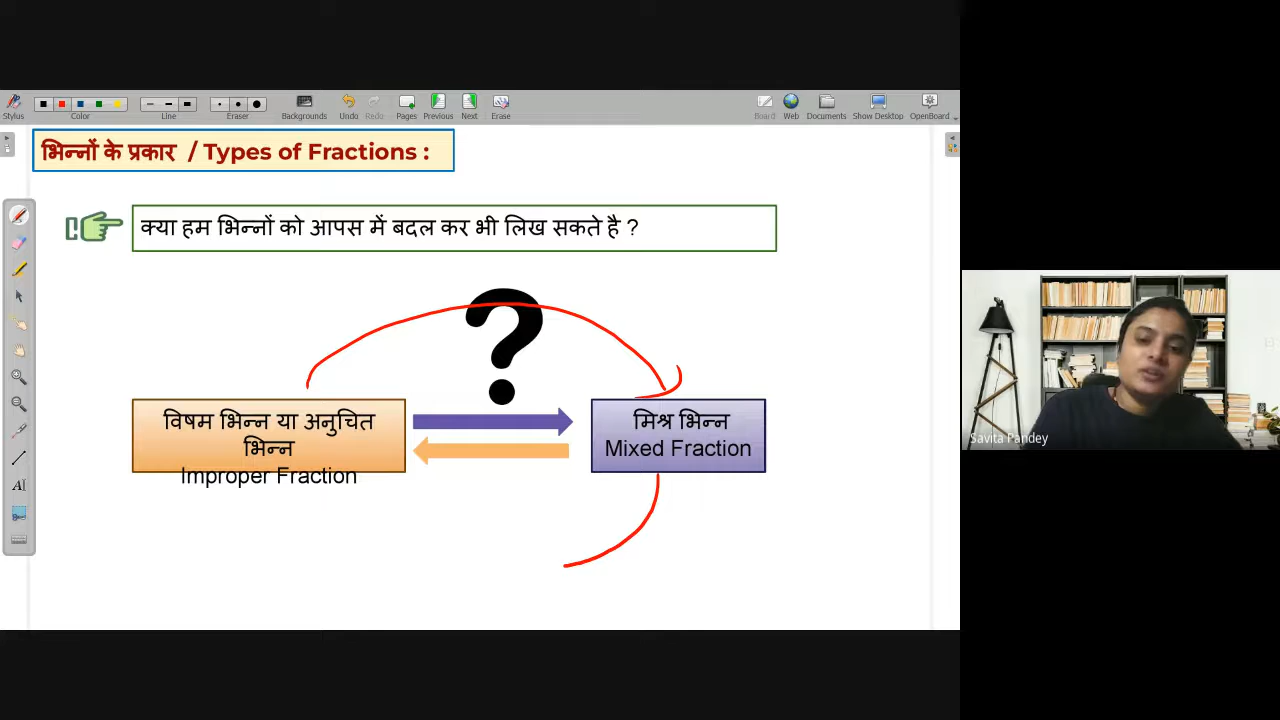 Stylus
Color
Line
Eraser
Backgrounds
Undo
Redo
Pages
Previous
Next
Erase
Board
Web
Documents
Show Desktop
OpenBoard
भिन्नों के प्रकार / Types of Fractions :
क्या हम भिन्नों को आपस में बदल कर भी लिख सकते है ?
?
विषम भिन्न या अनुचित
भिन्न
Improper Fraction
मिश्र भिन्न
Mixed Fraction
Savita Pandey